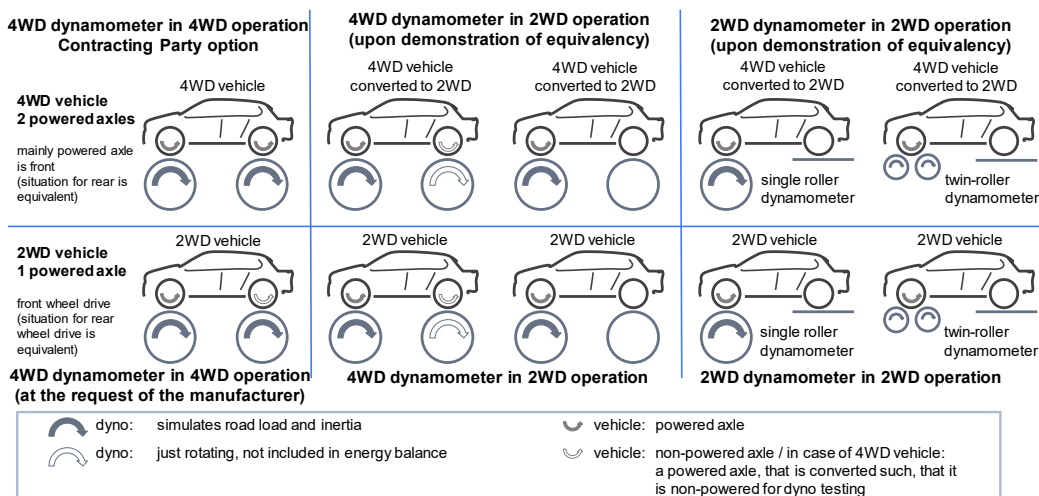 4WD dynamometer in 4WD operation
Contracting Party option
4WD dynamometer in 2WD operation
(upon demonstration of equivalency)
2WD dynamometer in 2WD operation
(upon demonstration of equivalency)
4WD vehicle
2 powered axles
mainly powered axle
is front
(situation for rear is
equivalent)
4WD vehicle
4WD vehicle
converted to 2WD
4WD vehicle
converted to 2WD
4WD vehicle
converted to 2WD
single roller
dynamometer
4WD vehicle
converted to 2WD
twin-roller
dynamometer
2WD vehicle
1 powered axle
front wheel drive
(situation for rear
wheel drive is
equivalent)
2WD vehicle
2WD vehicle
2WD vehicle
2WD vehicle
single roller
dynamometer
2WD vehicle
twin-roller
dynamometer
4WD dynamometer in 4WD operation
(at the request of the manufacturer)
4WD dynamometer in 2WD operation
2WD dynamometer in 2WD operation
dyno: simulates road load and inertia
dyno: just rotating, not included in energy balance
vehicle: powered axle
vehicle: non-powered axle / in case of 4WD vehicle:
a powered axle, that is converted such, that it
is non-powered for dyno testing